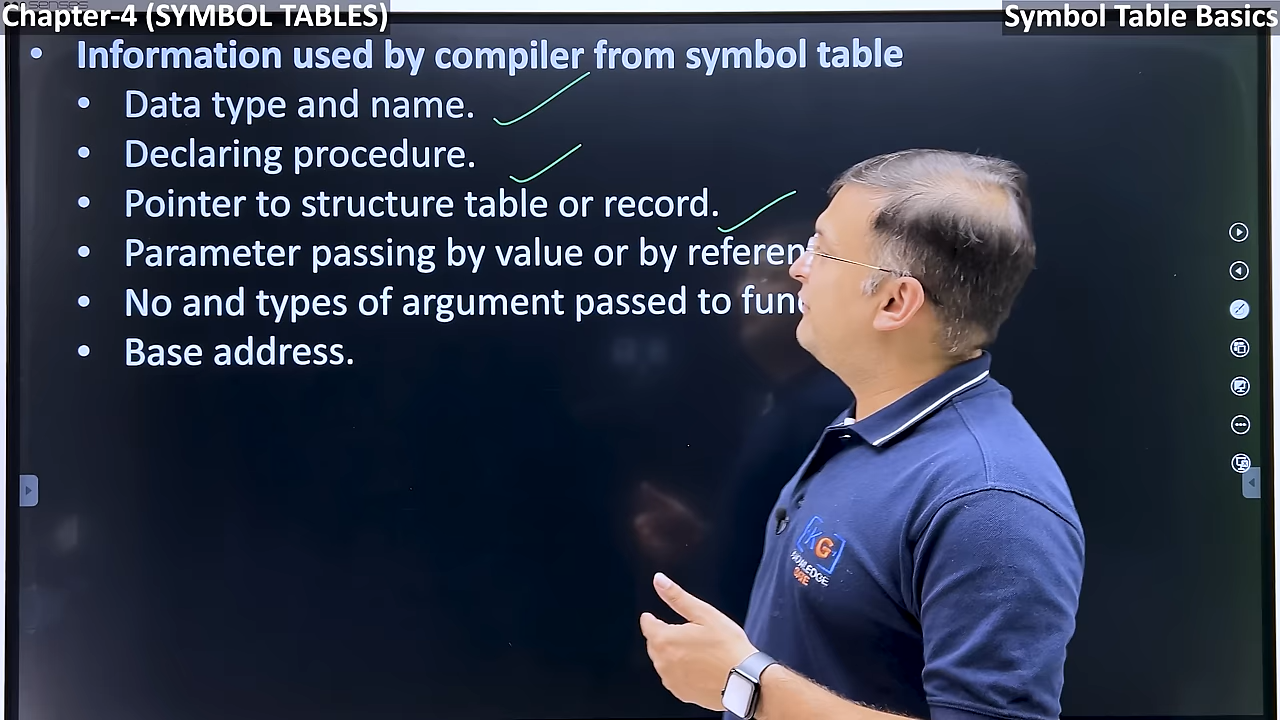 Chapter-4 (SYMBOL TABLES)
Symbol Table Basics
• Information used by compiler from symbol table
• Data type and name.
• Declaring procedure.
• Pointer to structure table or record.
• Parameter passing by value or by referen
• No and types of argument passed to fun
• Base address.
KG